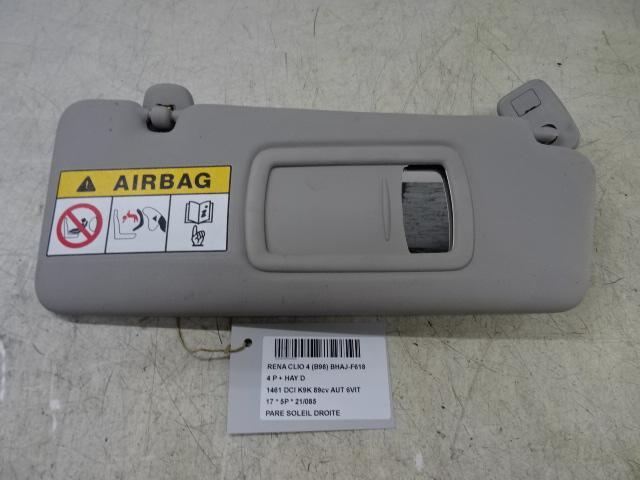 AIRBAG
RENA CLIO 4 (B98) BHAJ-F618
4 P + HAY D
1461 DCI K9K 89cv AUT 6VIT
17 * 5P * 21/085
PARE SOLEIL DROITE